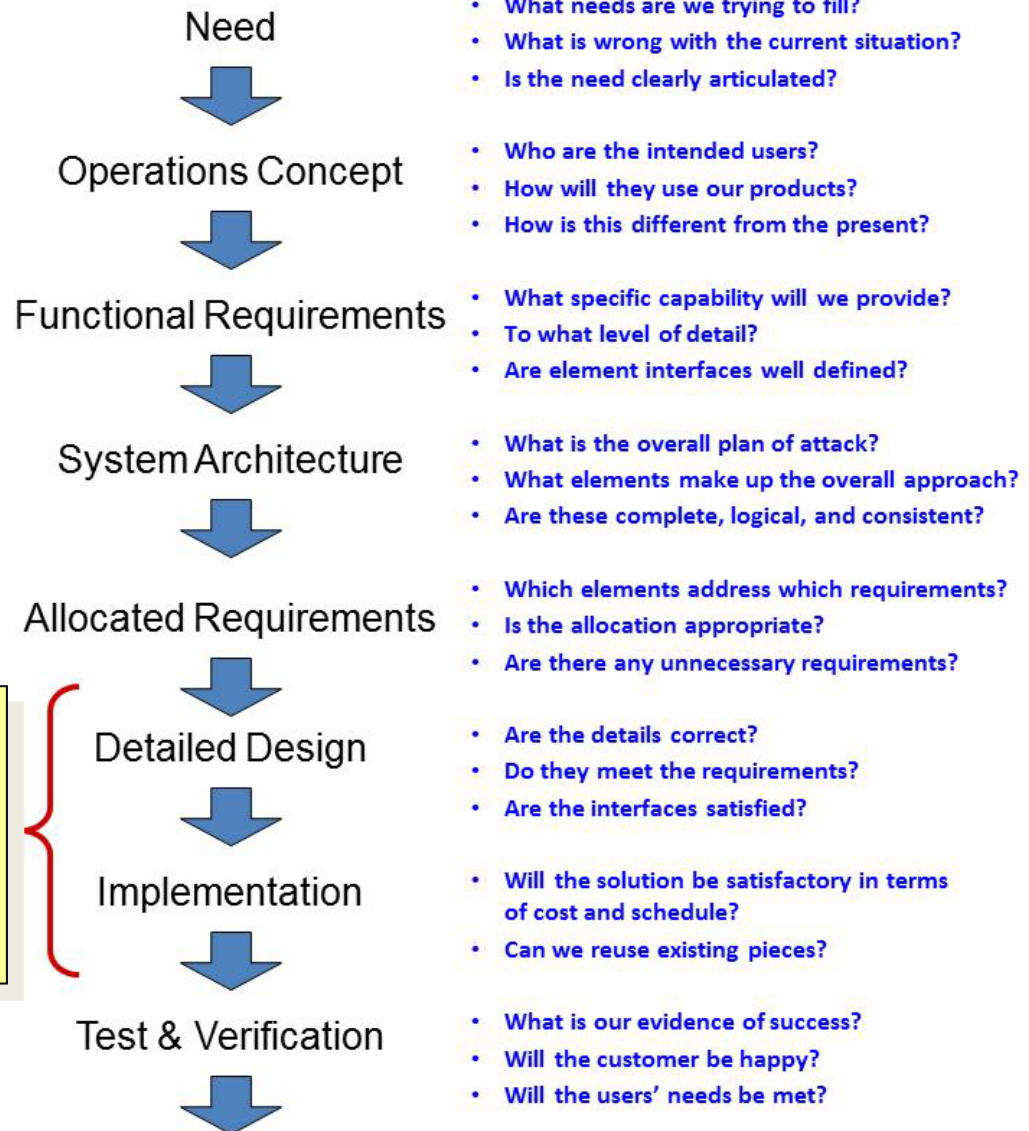 Need
• What needs are we trying to fill?
• What is wrong with the current situation?
• Is the need clearly articulated?
Operations Concept
• Who are the intended users?
• How will they use our products?
• How is this different from the present?
Functional Requirements
• What specific capability will we provide?
• To what level of detail?
• Are element interfaces well defined?
System Architecture
• What is the overall plan of attack?
• What elements make up the overall approach?
• Are these complete, logical, and consistent?
Allocated Requirements
• Which elements address which requirements?
• Is the allocation appropriate?
• Are there any unnecessary requirements?
Detailed Design
• Are the details correct?
• Do they meet the requirements?
• Are the interfaces satisfied?
Implementation
• Will the solution be satisfactory in terms
of cost and schedule?
• Can we reuse existing pieces?
Test & Verification
• What is our evidence of success?
• Will the customer be happy?
• Will the users' needs be met?